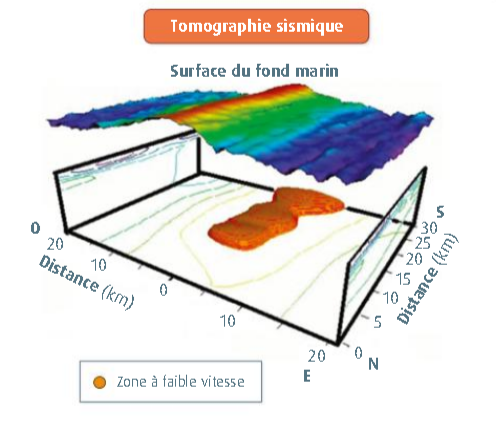 Tomographie sismique
Surface du fond marin
O
20
10
0
10
20
E
Distance (km)
S
30
25
20
15
10
5
0
N
Distance (km)
Zone à faible vitesse